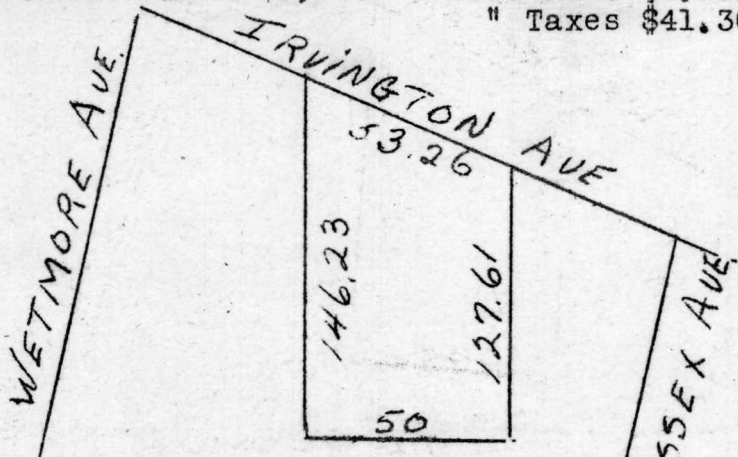 " Taxes $41.30
IRVINGTON AVE
53.26
WETMORE AVE.
146.23
127.61
50